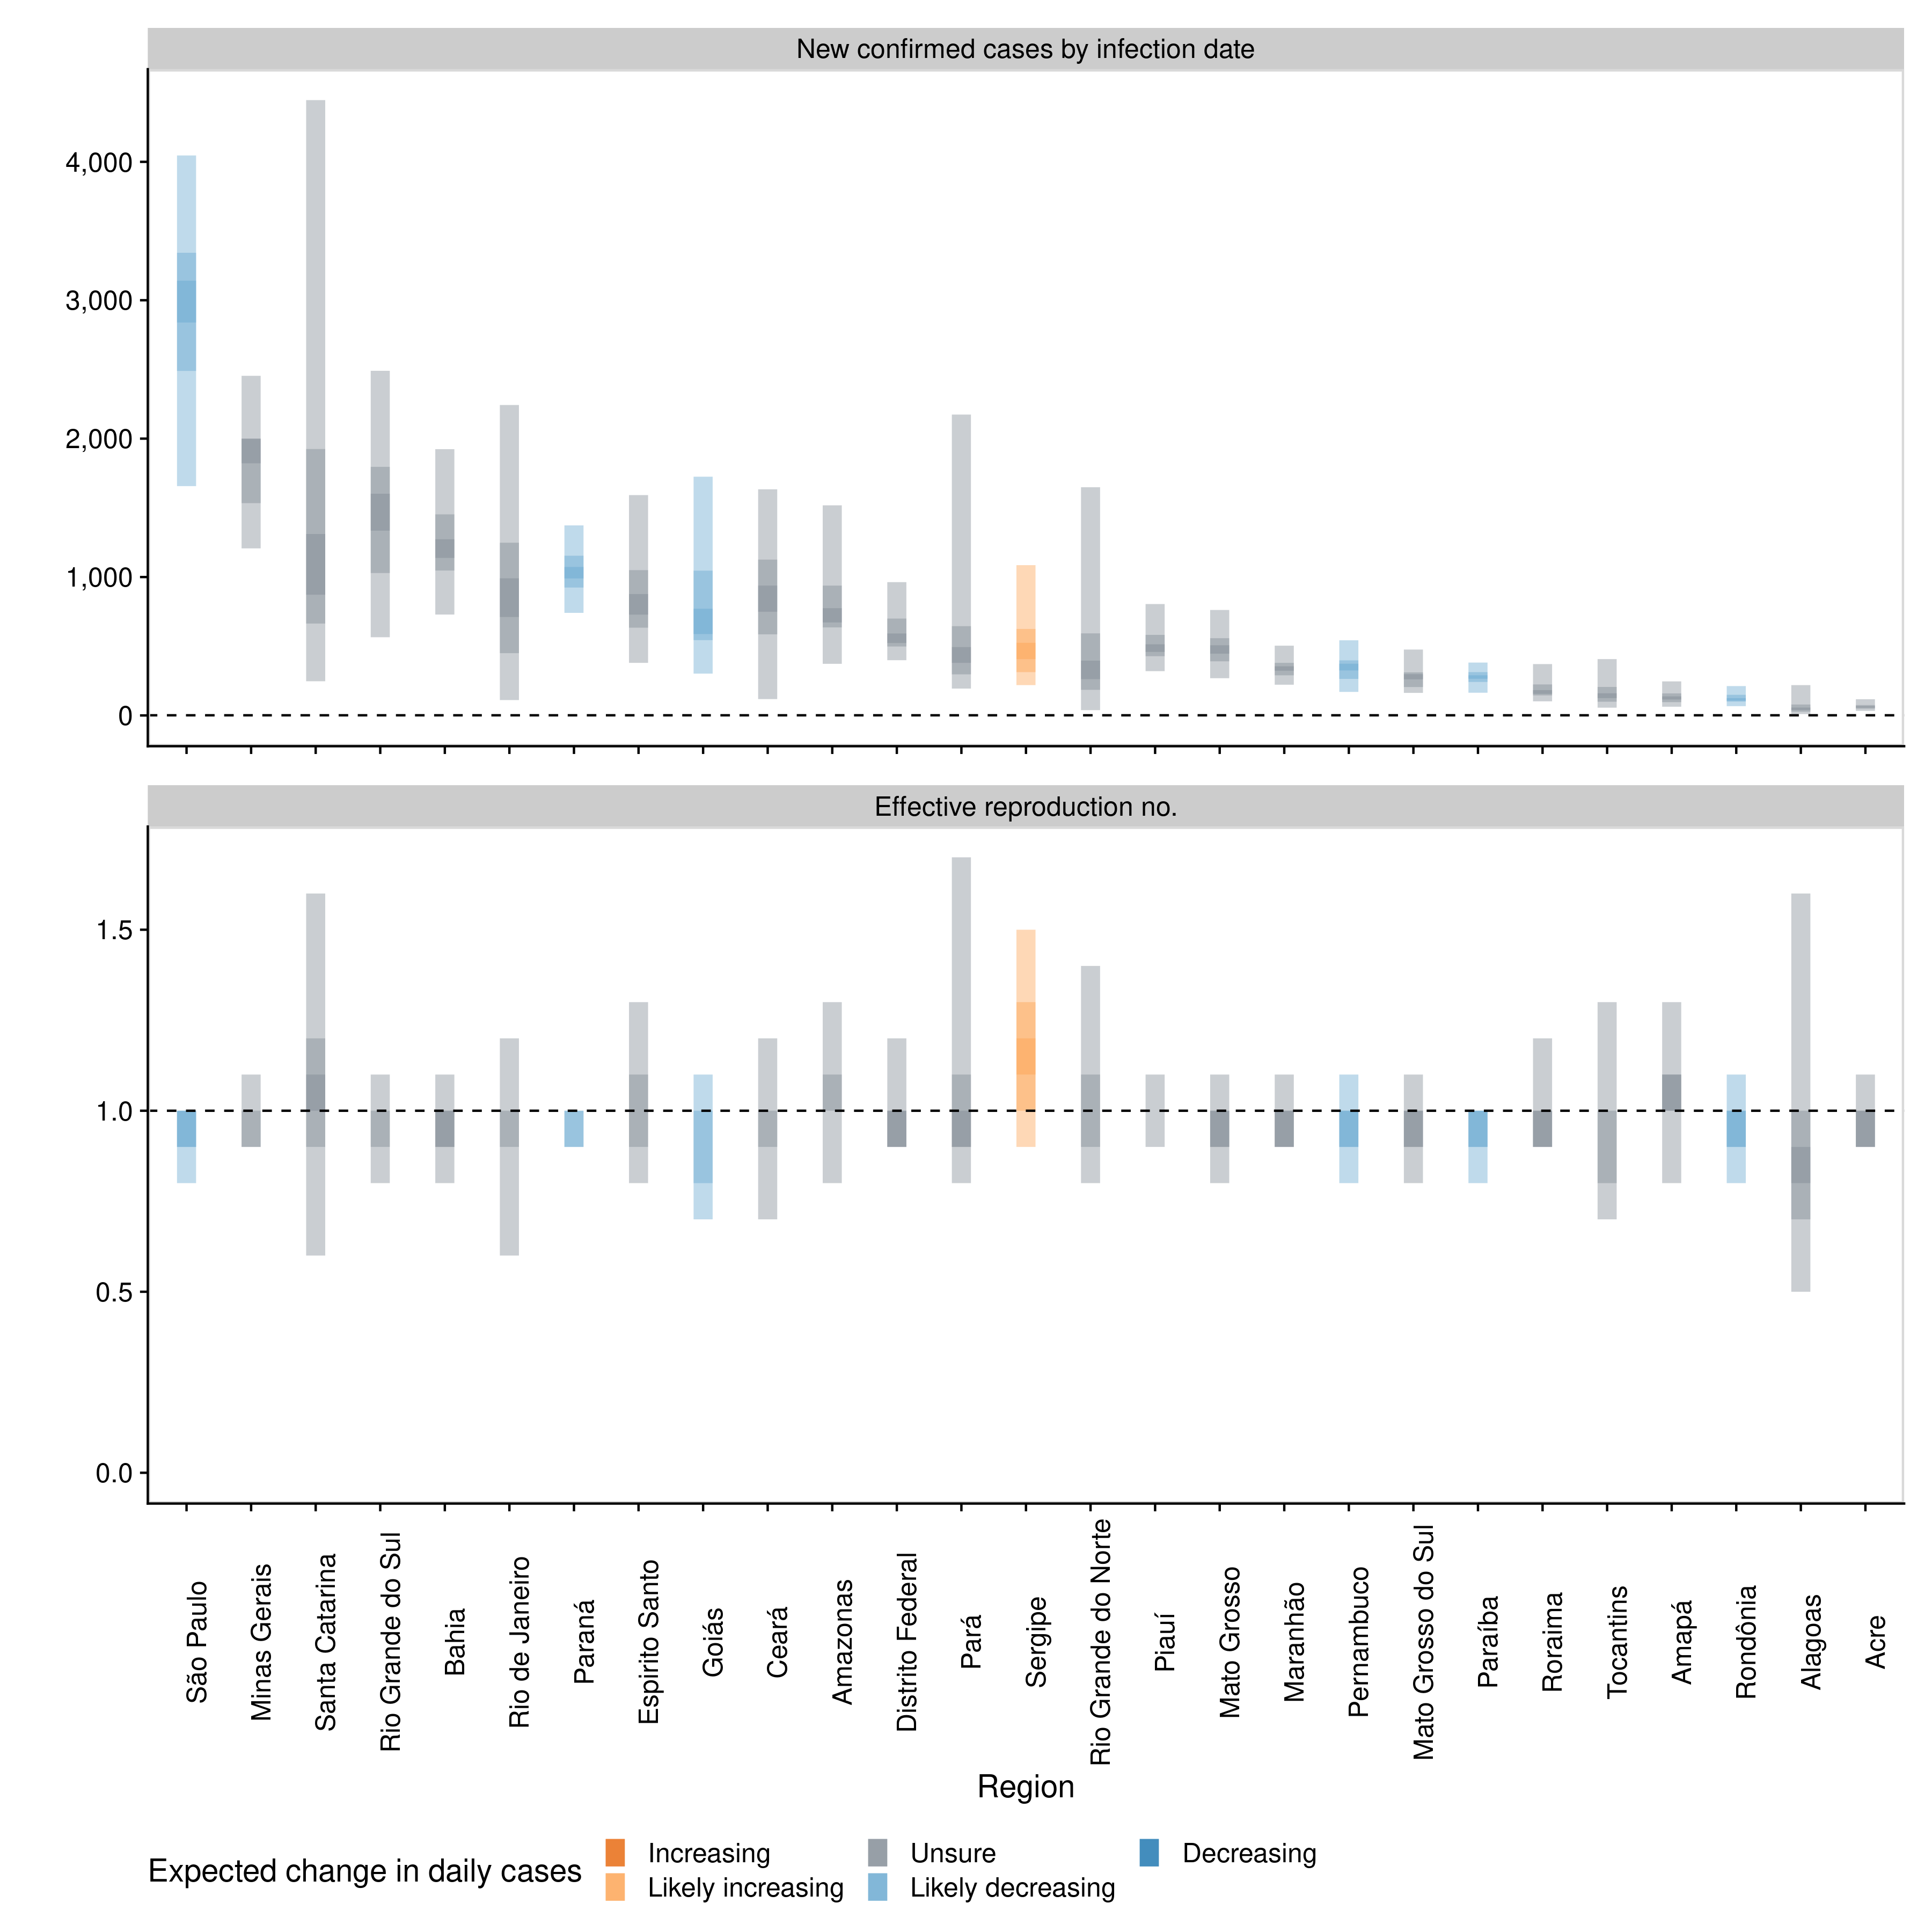 New confirmed cases by infection date
4,000
3,000
2,000
1,000
0
Effective reproduction no.
1.5
1.0
0.5
0.0
São Paulo
Minas Gerais
Santa Catarina
Rio Grande do Sul
Bahia
Rio de Janeiro
Paraná
Espirito Santo
Goiás
Ceará
Amazonas
Distrito Federal
Pará
Sergipe
Rio Grande do Norte
Piauí
Mato Grosso
Maranhão
Pernambuco
Mato Grosso do Sul
Paraíba
Roraima
Tocantins
Amapá
Rondônia
Alagoas
Acre
Region
Expected change in daily cases
Increasing
Unsure
Decreasing
Likely increasing
Likely decreasing